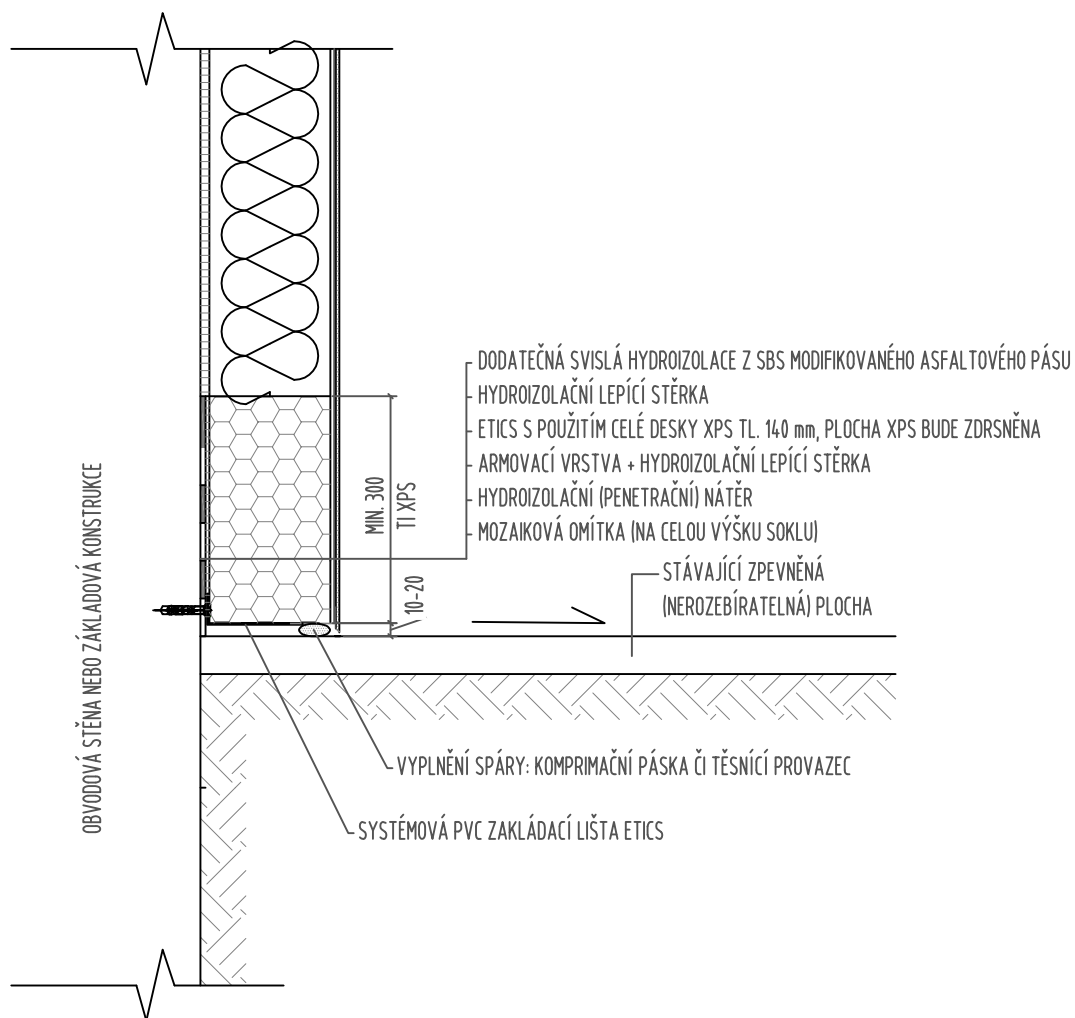 DODATEČNÁ SVISLÁ HYDROIZOLACE Z SBS MODIFIKOVANÉHO ASFALTOVÉHO PÁSU
HYDROIZOLAČNÍ LEPÍCÍ STĚRKA
ETICS S POUŽITÍM CELÉ DESKY XPS TL. 140 mm, PLOCHA XPS BUDE ZDRSNĚNA
ARMOVACÍ VRSTVA + HYDROIZOLAČNÍ LEPÍCÍ STĚRKA
HYDROIZOLAČNÍ (PENETRAČNÍ) NÁTĚR
MOZAIKOVÁ OMÍTKA (NA CELOU VÝŠKU SOKLU)
MIN. 300
TI XPS
10-20
STÁVAJÍCÍ ZPEVNĚNÁ
(NEROZEBÍRATELNÁ) PLOCHA
OBVODOVÁ STĚNA NEBO ZÁKLADOVÁ KONSTRUKCE
VYPLNĚNÍ SPÁRY: KOMPRIMAČNÍ PÁSKA ČI TĚSNÍCÍ PROVAZEC
SYSTÉMOVÁ PVC ZAKLÁDACÍ LIŠTA ETICS